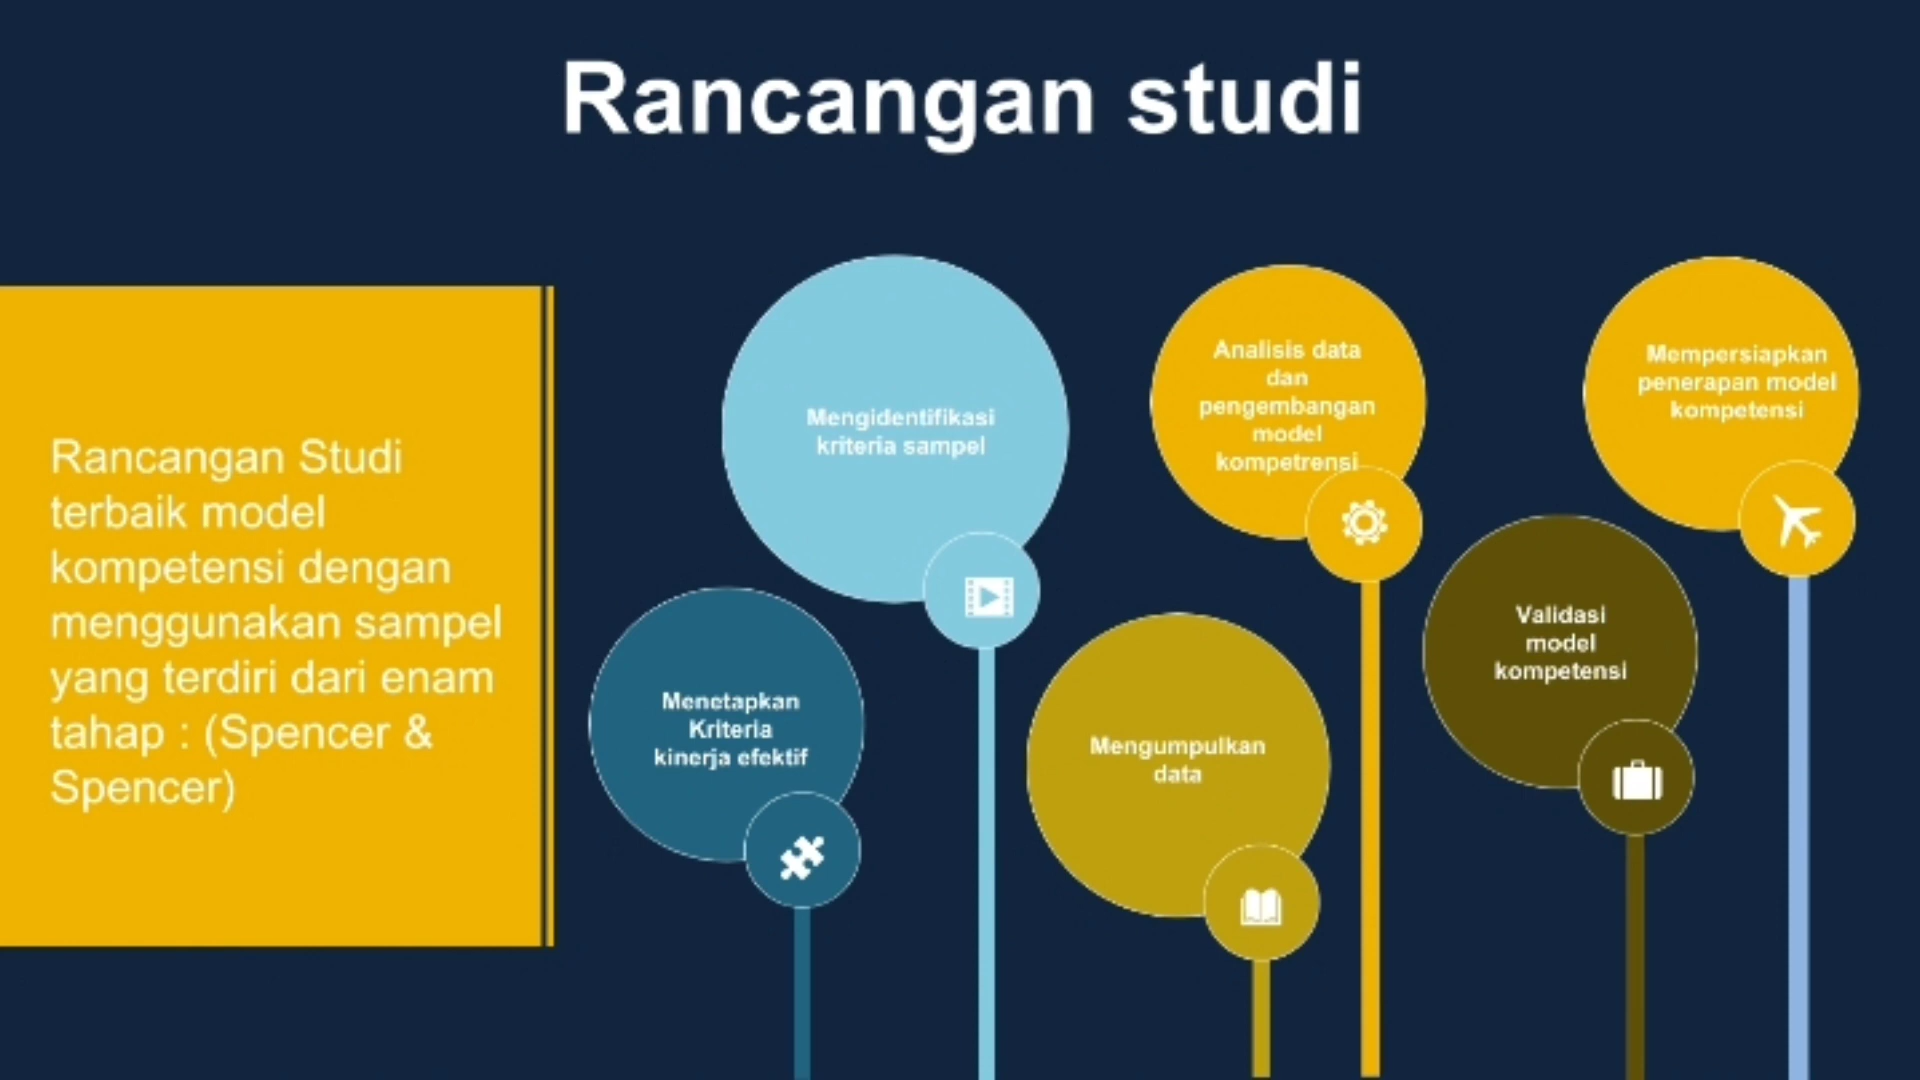 Rancangan studi
Rancangan Studi
terbaik model
kompetensi dengan
menggunakan sampel
yang terdiri dari enam
tahap : (Spencer &
Spencer)
Menetapkan
Kriteria
kinerja efektif
Mengidentifikasi
kriteria sampel
Mengumpulkan
data
Analisis data
dan
pengembangan
model
kompetrensi
Validasi
model
kompetensi
Mempersiapkan
penerapan model
kompetensi